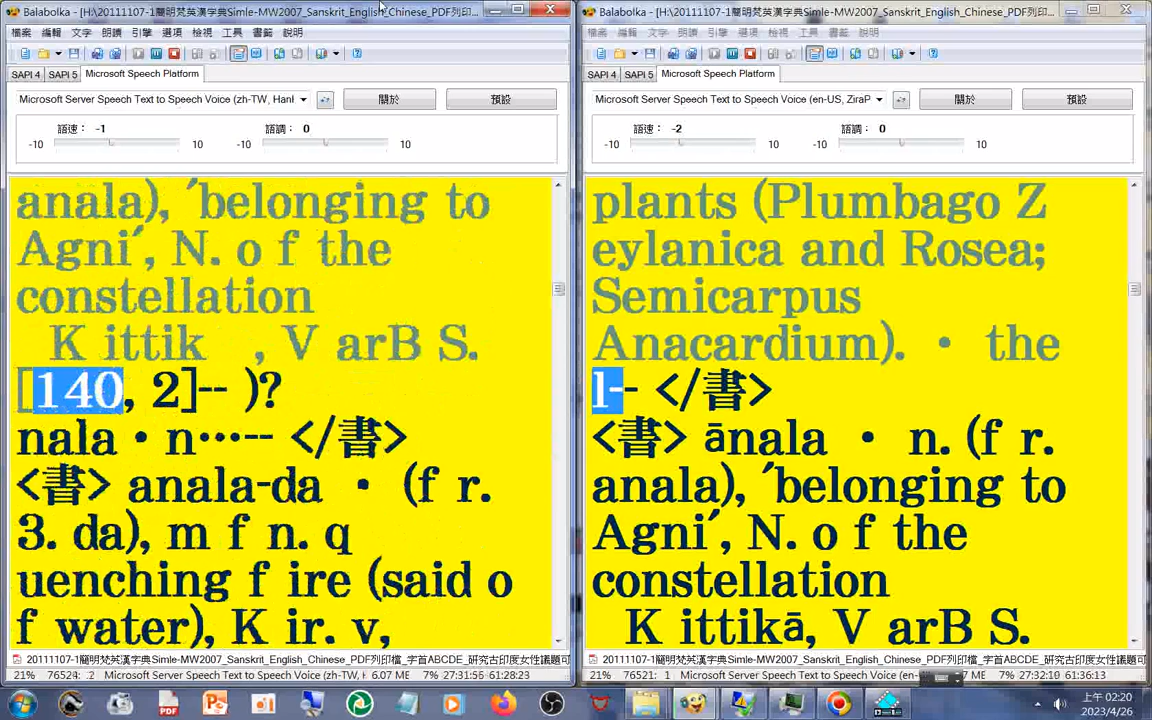 Balabolka - [H:\20111107-1簡明梵英漢字典Simle-MW2007_Sanskrit_English_Chinese_PDF列印...
檔案 編輯 文字 朗讀 引擎 選項 檢視 工具 書籤 說明
SAPI 4 SAPI 5 Microsoft Speech Platform
Microsoft Server Speech Text to Speech Voice (zh-TW, Hanl
關於 預設
語速： -1 語調： 0
-10 10 -10 10
anala), ′belonging to
Agni′, N. o f the
constellation
K ittik , V arB S.
[140, 2]-- )?
nala • n…-- </書>
<書> anala-da • (f r.
3. da), m f n. q
uenching f ire (said o
f water), K ir. v,
20111107-1簡明梵英漢字典Simle-MW2007_Sanskrit_English_Chinese_PDF列印檔_字首ABCDE_研究古印度女性議題可
21% 76524: .2 Microsoft Server Speech Text to Speech Voice (zh-TW, 6.07 ME 7% 27:31:55 61:28:23
Balabolka - [H:\20111107-1簡明梵英漢字典Simle-MW2007_Sanskrit_English_Chinese_PDF列印...
檔案 編輯 文字 朗讀 引擎 選項 檢視 工具 書籤 說明
SAPI 4 SAPI 5 Microsoft Speech Platform
Microsoft Server Speech Text to Speech Voice (en-US, ZiraP
關於 預設
語速： -2 語調： 0
-10 10 -10 10
plants (Plumbago Z
eylanica and Rosea;
Semicarpus
Anacardium). • the
l-- </書>
<書> ānala • n. (f r.
anala), ′belonging to
Agni′, N. o f the
constellation
K ittikā, V arB S.
20111107-1簡明梵英漢字典Simle-MW2007_Sanskrit_English_Chinese_PDF列印檔_字首ABCDE_研究古印度女性議題可
21% 76521: 1 Microsoft Server Speech Text to Speech Voice (en-US, ME 7% 27:32:10 61:36:13
上午 02:20
2023/4/26